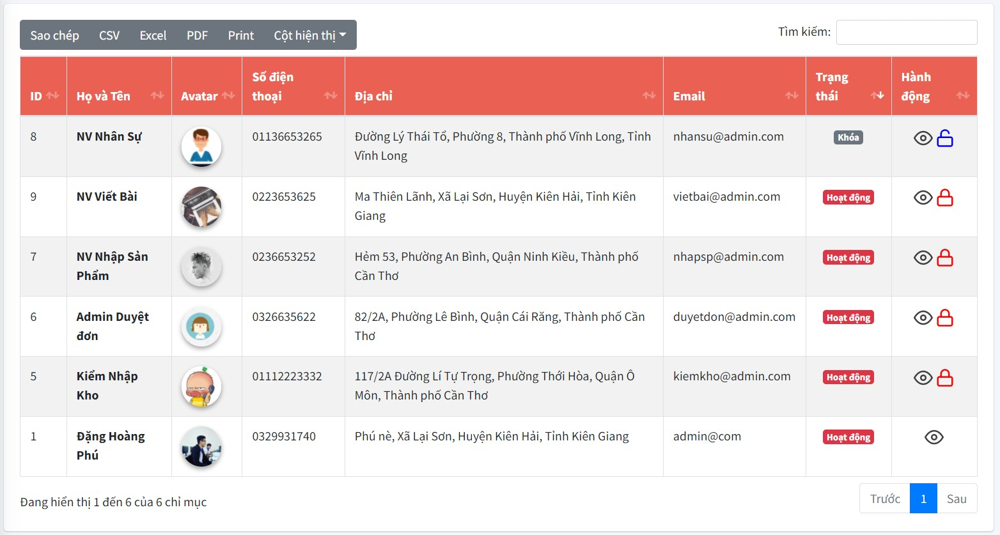 Sao chép CSV Excel PDF Print Cột hiện thị
Tìm kiếm:
ID Họ và Tên Avatar Số điện thoại Địa chỉ Email Trạng thái Hành động
8 NV Nhân Sự 01136653265 Đường Lý Thái Tổ, Phường 8, Thành phố Vĩnh Long, Tỉnh Vĩnh Long nhansu@admin.com Khóa
9 NV Viết Bài 0223653625 Ma Thiên Lãnh, Xã Lại Sơn, Huyện Kiên Hải, Tỉnh Kiên Giang vietbai@admin.com Hoạt động
7 NV Nhập Sản Phẩm 0236653252 Hẻm 53, Phường An Bình, Quận Ninh Kiều, Thành phố Cần Thơ nhapsp@admin.com Hoạt động
6 Admin Duyệt đơn 0326635622 82/2A, Phường Lê Bình, Quận Cái Răng, Thành phố Cần Thơ duyetdon@admin.com Hoạt động
5 Kiểm Nhập Kho 01112223332 117/2A Đường Lí Tự Trọng, Phường Thới Hòa, Quận Ô Môn, Thành phố Cần Thơ kiemkho@admin.com Hoạt động
1 Đặng Hoàng Phú 0329931740 Phú nè, Xã Lại Sơn, Huyện Kiên Hải, Tỉnh Kiên Giang admin@com Hoạt động
Đang hiển thị 1 đến 6 của 6 chỉ mục
Trước 1 Sau